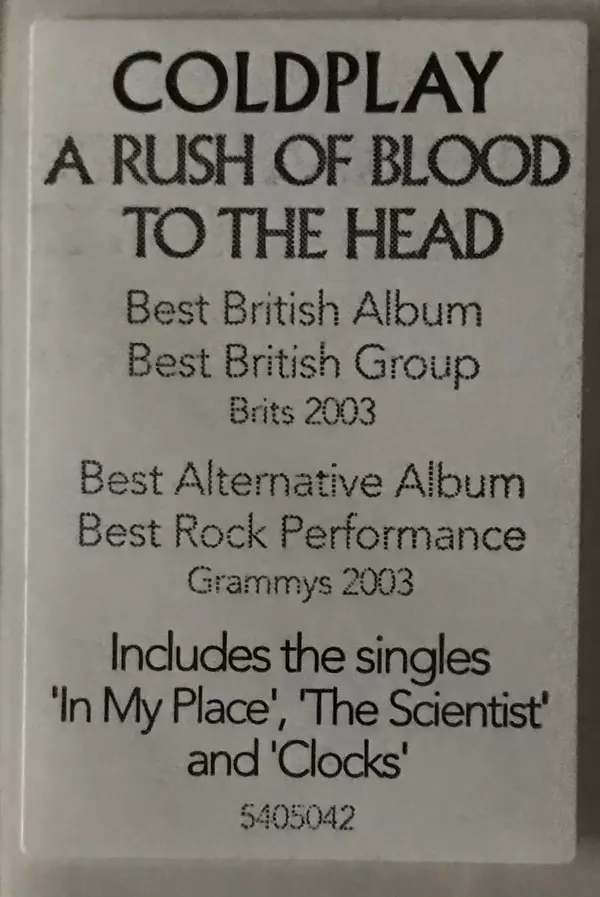 COLDPLAY
A RUSH OF BLOOD
TO THE HEAD
Best British Album
Best British Group
Brits 2003
Best Alternative Album
Best Rock Performance
Grammys 2003
Includes the singles
'In My Place', 'The Scientist'
and 'Clocks'
5405042